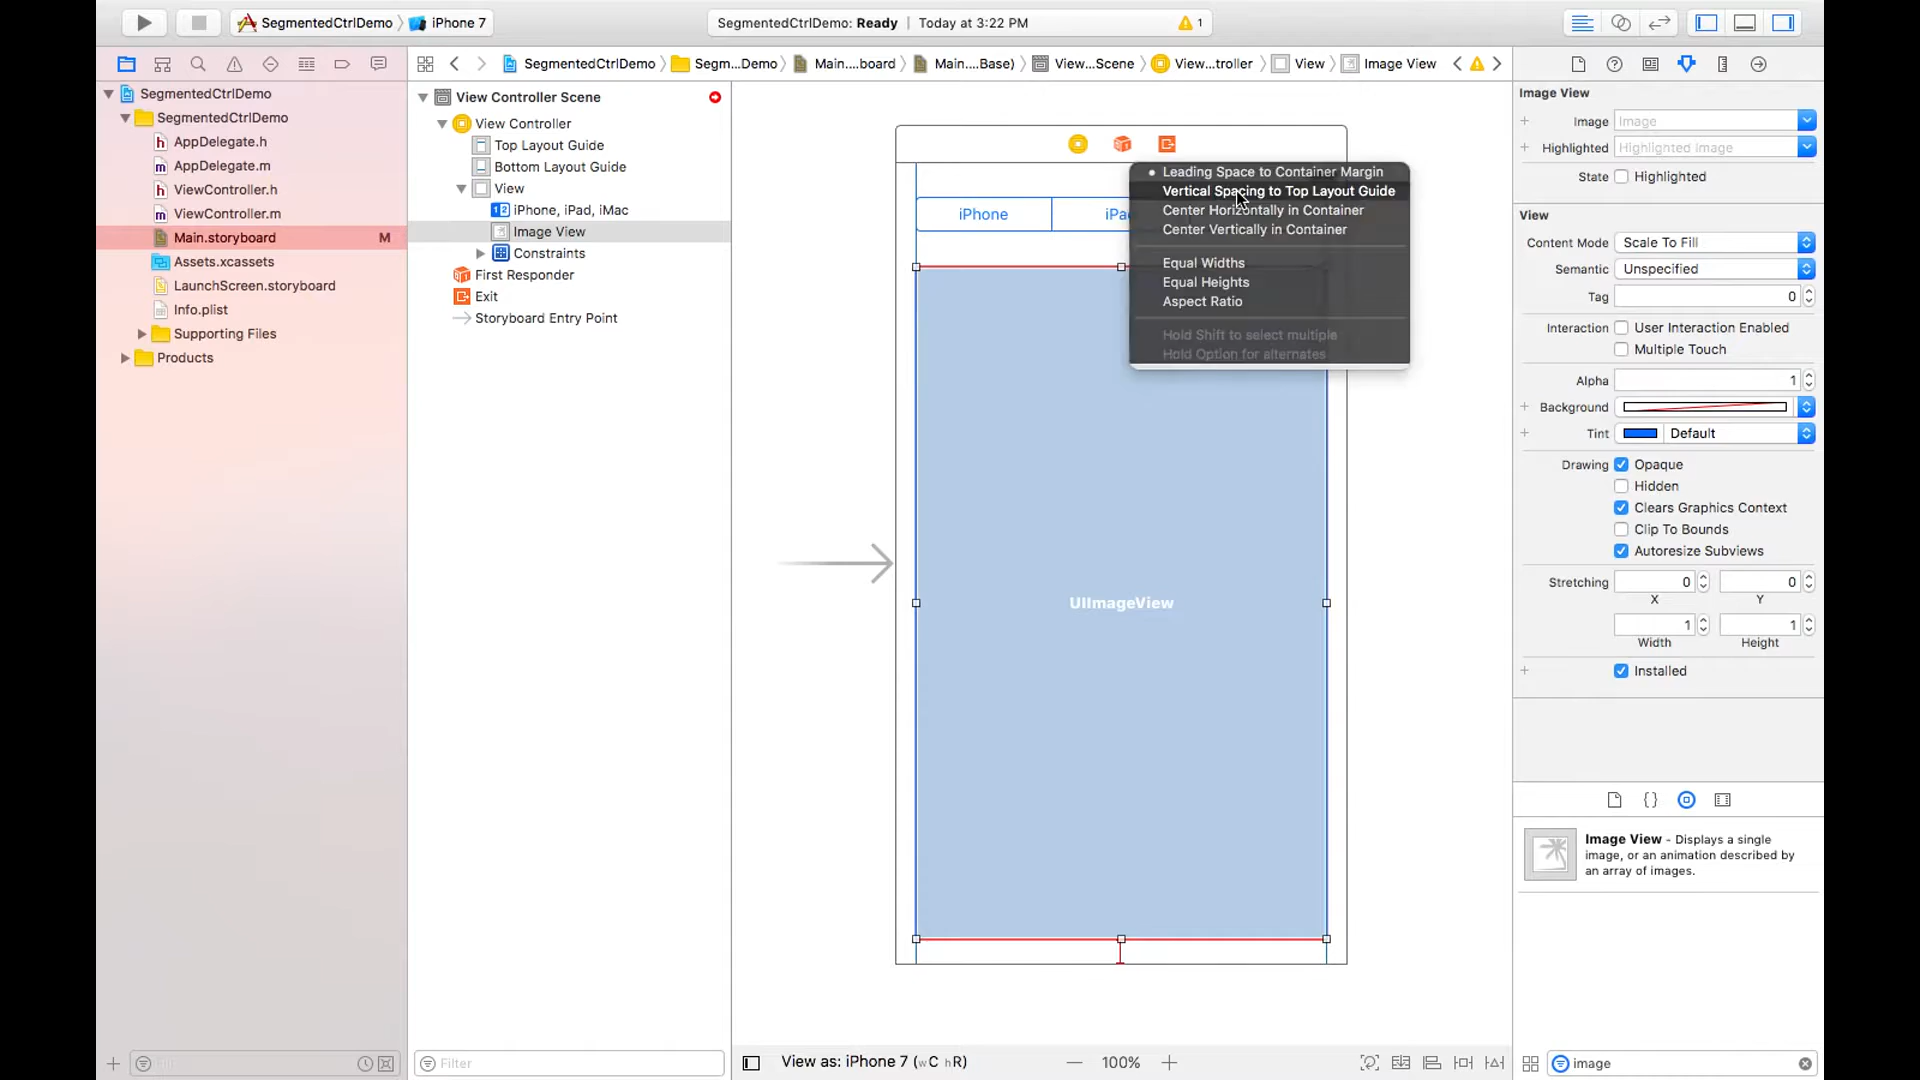 SegmentedCtrlDemo iPhone 7
SegmentedCtrlDemo: Ready | Today at 3:22 PM 1
SegmentedCtrlDemo Segm...Demo Main....board Main....Base) View...Scene View...troller View Image View
SegmentedCtrlDemo
SegmentedCtrlDemo
h AppDelegate.h
m AppDelegate.m
h ViewController.h
m ViewController.m
Main.storyboard M
Assets.xcassets
LaunchScreen.storyboard
Info.plist
Supporting Files
Products
View Controller Scene
View Controller
Top Layout Guide
Bottom Layout Guide
View
1 2 iPhone, iPad, iMac
Image View
Constraints
First Responder
Exit
Storyboard Entry Point
Filter
iPhone
iPa
Leading Space to Container Margin
Vertical Spacing to Top Layout Guide
Center Horizontally in Container
Center Vertically in Container
Equal Widths
Equal Heights
Aspect Ratio
Hold Shift to select multiple
Hold Option for alternates
UIImageView
View as: iPhone 7 (wC hR)
— 100% +
Image View
Image Image
Highlighted Highlighted Image
State Highlighted
View
Content Mode Scale To Fill
Semantic Unspecified
Tag 0
Interaction User Interaction Enabled
Multiple Touch
Alpha 1
Background
Tint Default
Drawing Opaque
Hidden
Clears Graphics Context
Clip To Bounds
Autoresize Subviews
Stretching 0 0
X Y
1 1
Width Height
Installed
{ }
Image View - Displays a single
image, or an animation described by
an array of images.
image